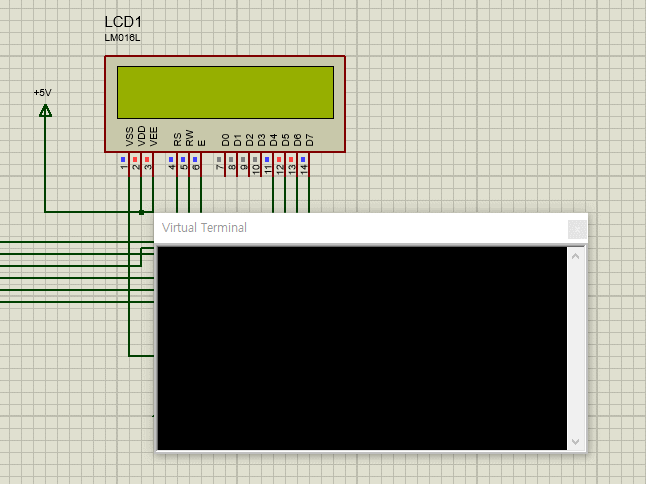 LCD1
LM016L
+5V
VSS
VDD
VEE
RS
RW
E
D0
D1
D2
D3
D4
D5
D6
D7
1
2
3
4
5
6
7
8
9
10
11
12
13
14
Virtual Terminal